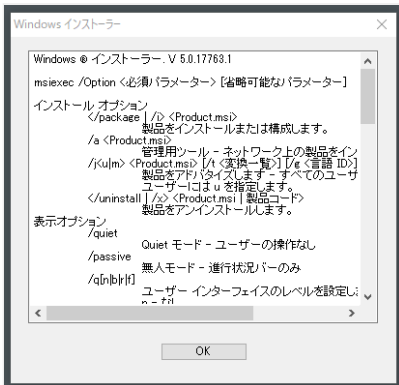 Windows インストーラー
Windows ® インストーラー. V 5.0.17763.1
msiexec /Option <必須パラメーター> [省略可能なパラメーター]
インストール オプション
</package | /i> <Product.msi>
製品をインストールまたは構成します。
/a <Product.msi>
管理用ツール - ネットワーク上の製品をイン
/j<u|m> <Product.msi> [/t <変換一覧>] [/g <言語 ID>]
製品をアドバタイズします - すべてのユーザ
ユーザーには u を指定します。
</uninstall | /x> <Product.msi | 製品コード>
製品をアンインストールします。
表示オプション
/quiet
Quiet モード - ユーザーの操作なし
/passive
無人モード - 進行状況バーのみ
/q[n|b|r|f]
ユーザー インターフェイスのレベルを設定しま
OK